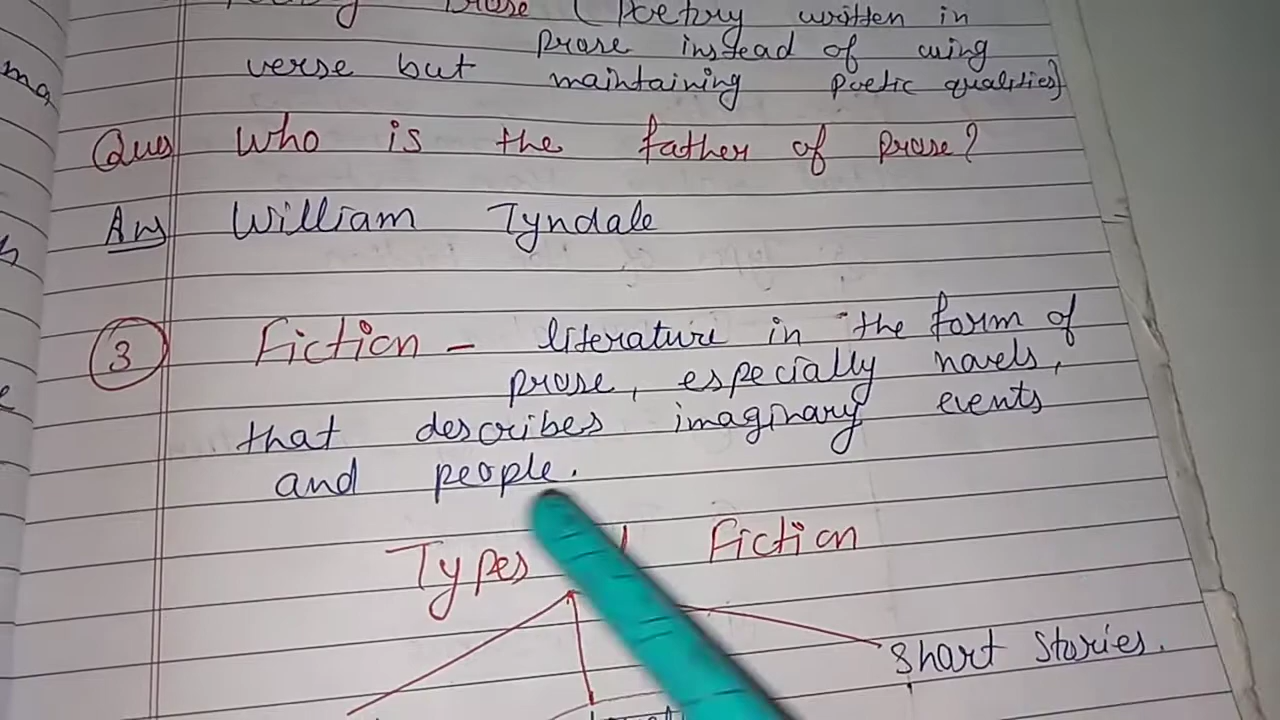 Prose (Poetry written in
prose instead of using
verse but maintaining poetic qualities)
Ques Who is the father of prose?
Ans William Tyndale
3 Fiction - literature in the form of
prose, especially novels,
that describes imaginary events
and people.
Types Fiction
Short Stories.